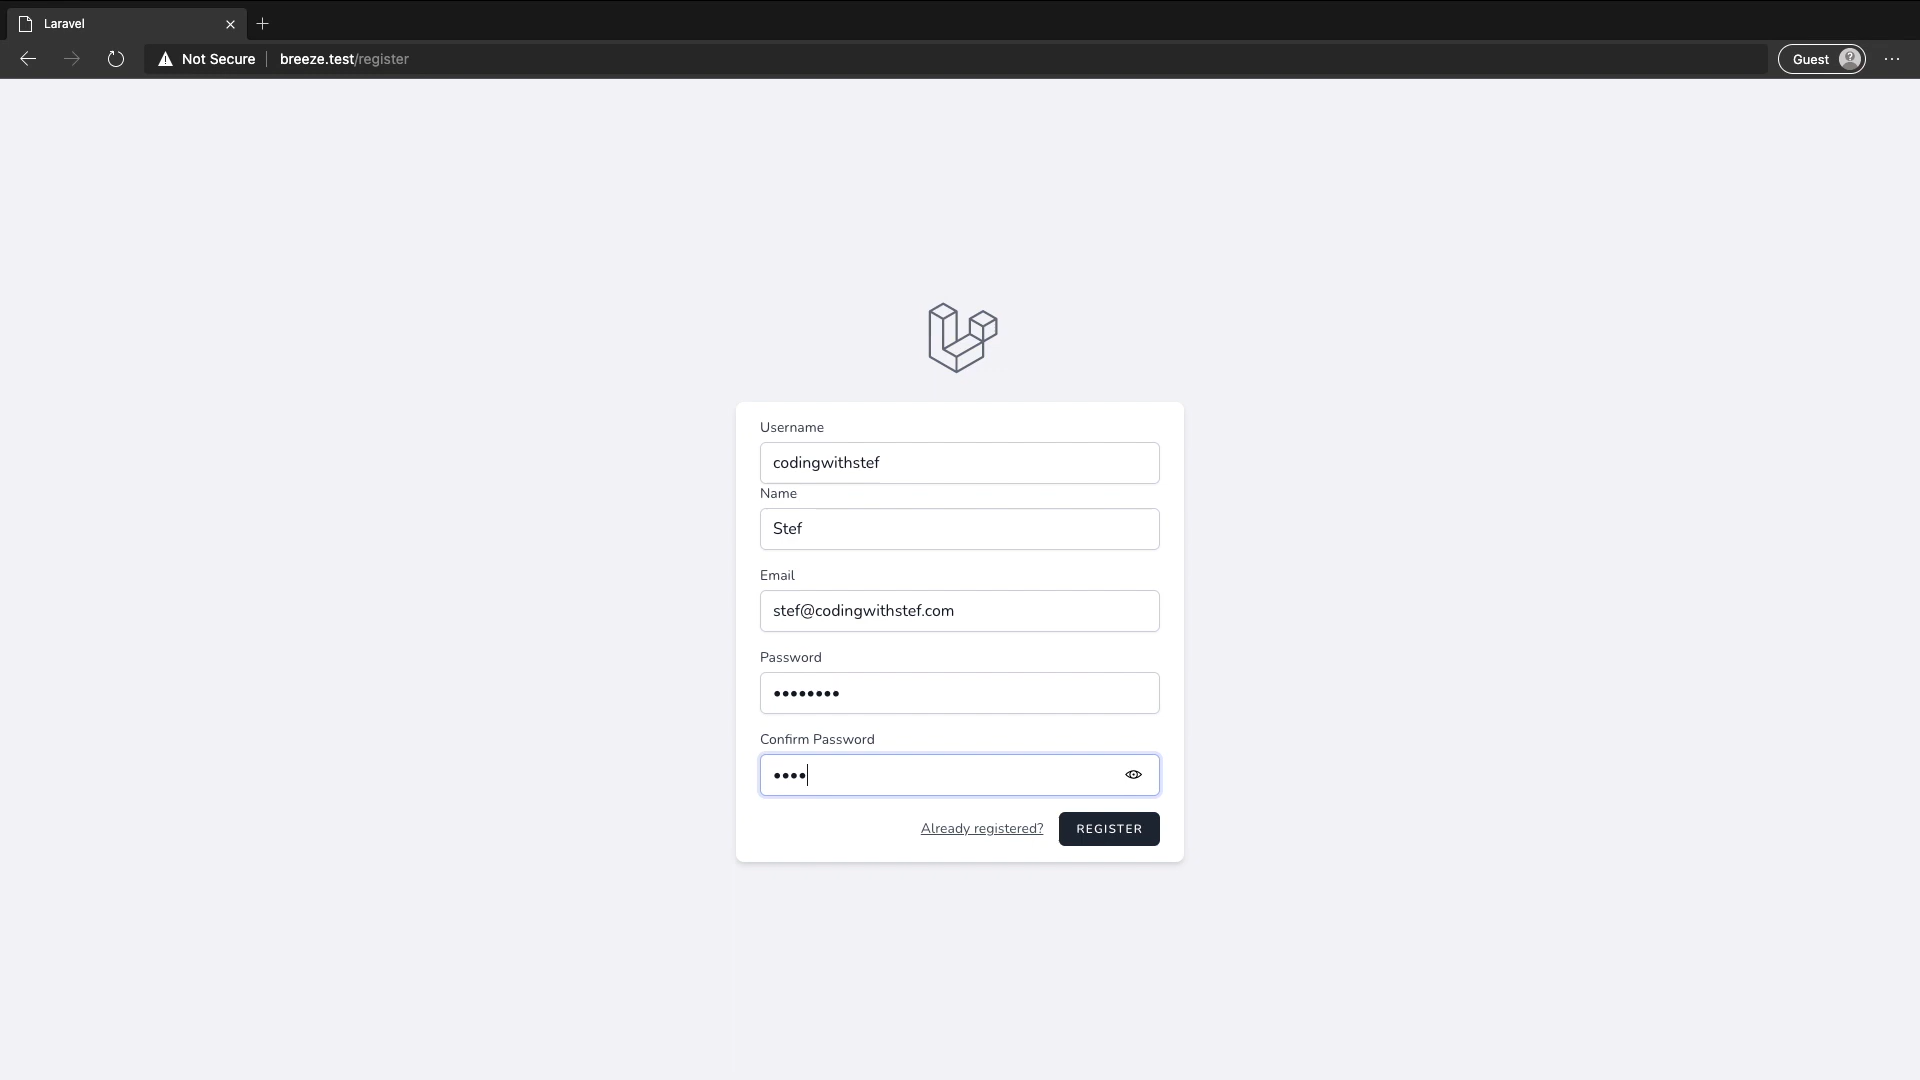 Laravel
Not Secure breeze.test/register Guest
Username
codingwithstef
Name
Stef
Email
stef@codingwithstef.com
Password
••••••••
Confirm Password
••••
Already registered? REGISTER